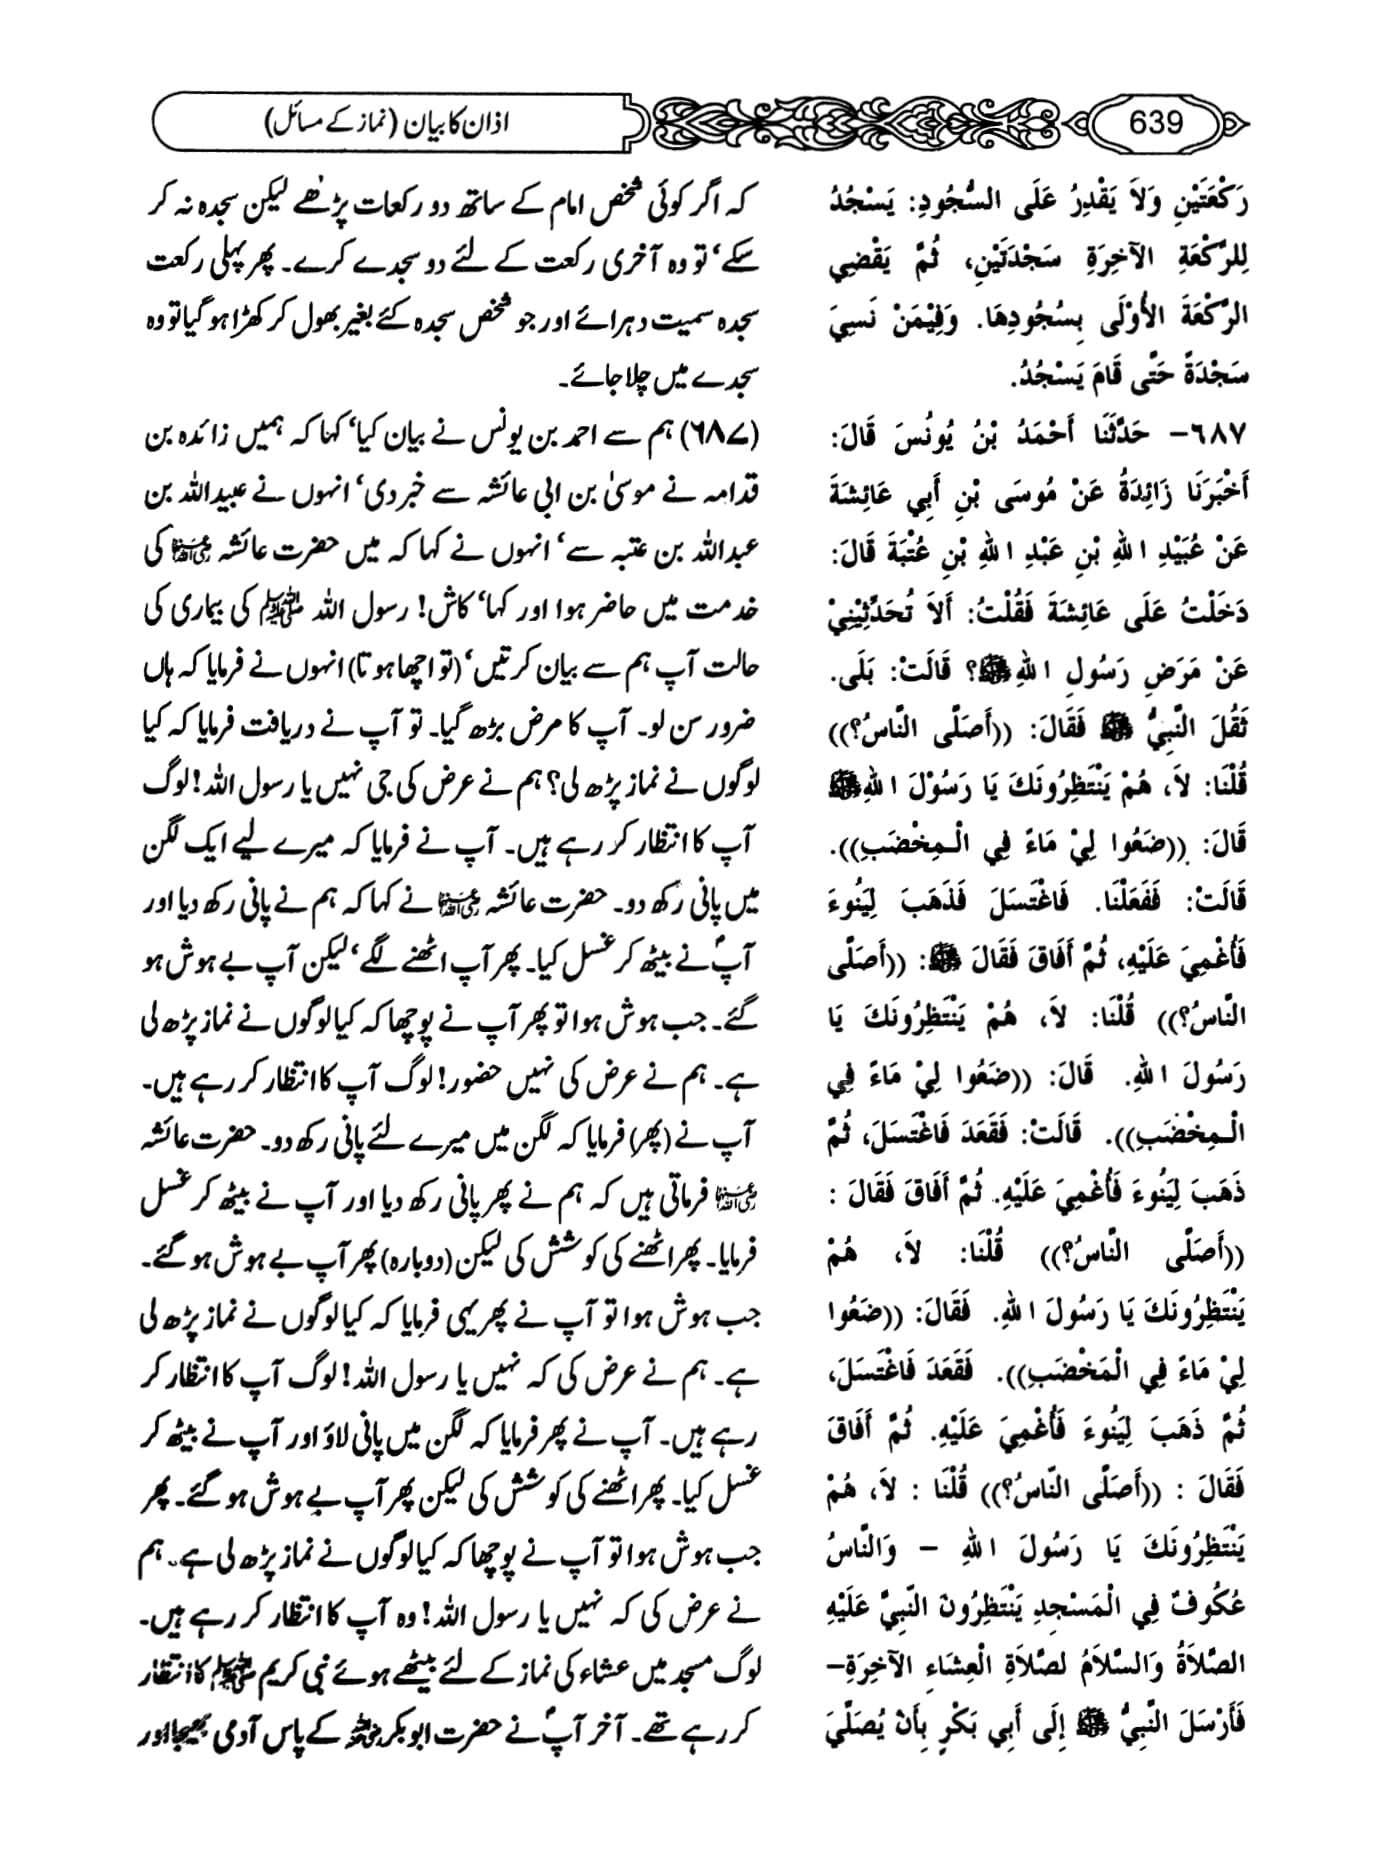 639
اذان کا بیان (نماز کے مسائل)
رَكْعَتَيْنِ وَلاَ يَقْدِرُ عَلَى السُّجُودِ: يَسْجُدُ
لِلرَّكْعَةِ الآخِرَةِ سَجْدَتَيْنِ، ثُمَّ يَقْضِي
الرَّكْعَةَ الأُوْلَى بِسُجُودِهَا. وَفِيْمَنْ نَسِيَ
سَجْدَةً حَتَّى قَامَ يَسْجُدُ.
٦٨٧- حَدَّثَنَا أَحْمَدُ بْنُ يُونُسَ قَالَ:
أَخْبَرَنَا زَائِدَةُ عَنْ مُوسَى بْنِ أَبِي عَائِشَةَ
عَنْ عُبَيْدِ اللهِ بْنِ عَبْدِ اللهِ بْنِ عُتْبَةَ قَالَ:
دَخَلْتُ عَلَى عَائِشَةَ فَقُلْتُ: أَلاَ تُحَدِّثِيْنِيْ
عَنْ مَرَضِ رَسُولِ اللهِ ﷺ؟ قَالَتْ: بَلَى.
ثَقُلَ النَّبِيُّ ﷺ فَقَالَ: ((أَصَلَّى النَّاسُ؟))
قُلْنَا: لاَ، هُمْ يَنْتَظِرُونَكَ يَا رَسُوْلَ اللهِ ﷺ
قَالَ: ((ضَعُوا لِيْ مَاءً فِي الْـمِخْضَبِ)).
قَالَتْ: فَفَعَلْنَا. فَاغْتَسَلَ فَذَهَبَ لِيَنُوءَ
فَأُغْمِيَ عَلَيْهِ، ثُمَّ أَفَاقَ فَقَالَ ﷺ: ((أَصَلَّى
النَّاسُ؟)) قُلْنَا: لاَ، هُمْ يَنْتَظِرُونَكَ يَا
رَسُولَ اللهِ. قَالَ: ((ضَعُوا لِيْ مَاءً فِي
الْـمِخْضَبِ)). قَالَتْ: فَقَعَدَ فَاغْتَسَلَ، ثُمَّ
ذَهَبَ لِيَنُوءَ فَأُغْمِيَ عَلَيْهِ. ثُمَّ أَفَاقَ فَقَالَ :
((أَصَلَّى النَّاسُ؟)) قُلْنَا: لاَ، هُمْ
يَنْتَظِرُونَكَ يَا رَسُولَ اللهِ. فَقَالَ: ((ضَعُوا
لِيْ مَاءً فِي الْمَخْضَبِ)). فَقَعَدَ فَاغْتَسَلَ،
ثُمَّ ذَهَبَ لِيَنُوءَ فَأُغْمِيَ عَلَيْهِ. ثُمَّ أَفَاقَ
فَقَالَ : ((أَصَلَّى النَّاسُ؟)) قُلْنَا : لاَ، هُمْ
يَنْتَظِرُونَكَ يَا رَسُولَ اللهِ – وَالنَّاسُ
عُكُوفٌ فِي الْمَسْجِدِ يَنْتَظِرُونَ النَّبِيَّ عَلَيْهِ
الصَّلاَةُ وَالسَّلاَمُ لِصَلاَةِ الْعِشَاءِ الآخِرَةِ–
فَأَرْسَلَ النَّبِيُّ ﷺ إِلَى أَبِي بَكْرٍ بِأَنْ يُصَلِّيَ
کہ اگر کوئی شخص امام کے ساتھ دو رکعات پڑھے لیکن سجدہ نہ کر
سکے‘ تو وہ آخری رکعت کے لئے دو سجدے کرے۔ پھر پہلی رکعت
سجدہ سمیت دہرائے اور جو شخص سجدہ کئے بغیر بھول کر کھڑا ہو گیا تو وہ
سجدے میں چلا جائے۔
(۶۸۷) ہم سے احمد بن یونس نے بیان کیا‘ کہا کہ ہمیں زائدہ بن
قدامہ نے موسیٰ بن ابی عائشہ سے خبر دی‘ انہوں نے عبیداللہ بن
عبداللہ بن عتبہ سے‘ انہوں نے کہا کہ میں حضرت عائشہ رضی اللہ عنہا کی
خدمت میں حاضر ہوا اور کہا‘ کاش! رسول اللہ ﷺ کی بیماری کی
حالت آپ ہم سے بیان کرتیں‘ (تو اچھا ہوتا) انہوں نے فرمایا کہ ہاں
ضرور سن لو۔ آپ کا مرض بڑھ گیا۔ تو آپ نے دریافت فرمایا کہ کیا
لوگوں نے نماز پڑھ لی؟ ہم نے عرض کی جی نہیں یا رسول اللہ! لوگ
آپ کا انتظار کر رہے ہیں۔ آپ نے فرمایا کہ میرے لیے ایک لگن
میں پانی رکھ دو۔ حضرت عائشہ رضی اللہ عنہا نے کہا کہ ہم نے پانی رکھ دیا اور
آپؐ نے بیٹھ کر غسل کیا۔ پھر آپ اٹھنے لگے‘ لیکن آپ بے ہوش ہو
گئے۔ جب ہوش ہوا تو پھر آپ نے پوچھا کہ کیا لوگوں نے نماز پڑھ لی
ہے۔ ہم نے عرض کی نہیں حضور! لوگ آپ کا انتظار کر رہے ہیں۔
آپ نے (پھر) فرمایا کہ لگن میں میرے لئے پانی رکھ دو۔ حضرت عائشہ
رضی اللہ عنہا فرماتی ہیں کہ ہم نے پھر پانی رکھ دیا اور آپ نے بیٹھ کر غسل
فرمایا۔ پھر اٹھنے کی کوشش کی لیکن (دوبارہ) پھر آپ بے ہوش ہو گئے۔
جب ہوش ہوا تو آپ نے پھر یہی فرمایا کہ کیا لوگوں نے نماز پڑھ لی
ہے۔ ہم نے عرض کی کہ نہیں یا رسول اللہ! لوگ آپ کا انتظار کر
رہے ہیں۔ آپ نے پھر فرمایا کہ لگن میں پانی لاؤ اور آپ نے بیٹھ کر
غسل کیا۔ پھر اٹھنے کی کوشش کی لیکن پھر آپ بے ہوش ہو گئے۔ پھر
جب ہوش ہوا تو آپ نے پوچھا کہ کیا لوگوں نے نماز پڑھ لی ہے۔ ہم
نے عرض کی کہ نہیں یا رسول اللہ! وہ آپ کا انتظار کر رہے ہیں۔
لوگ مسجد میں عشاء کی نماز کے لئے بیٹھے ہوئے نبی کریم ﷺ کا انتظار
کر رہے تھے۔ آخر آپؐ نے حضرت ابوبکر رضی اللہ عنہ کے پاس آدمی بھیجا اور